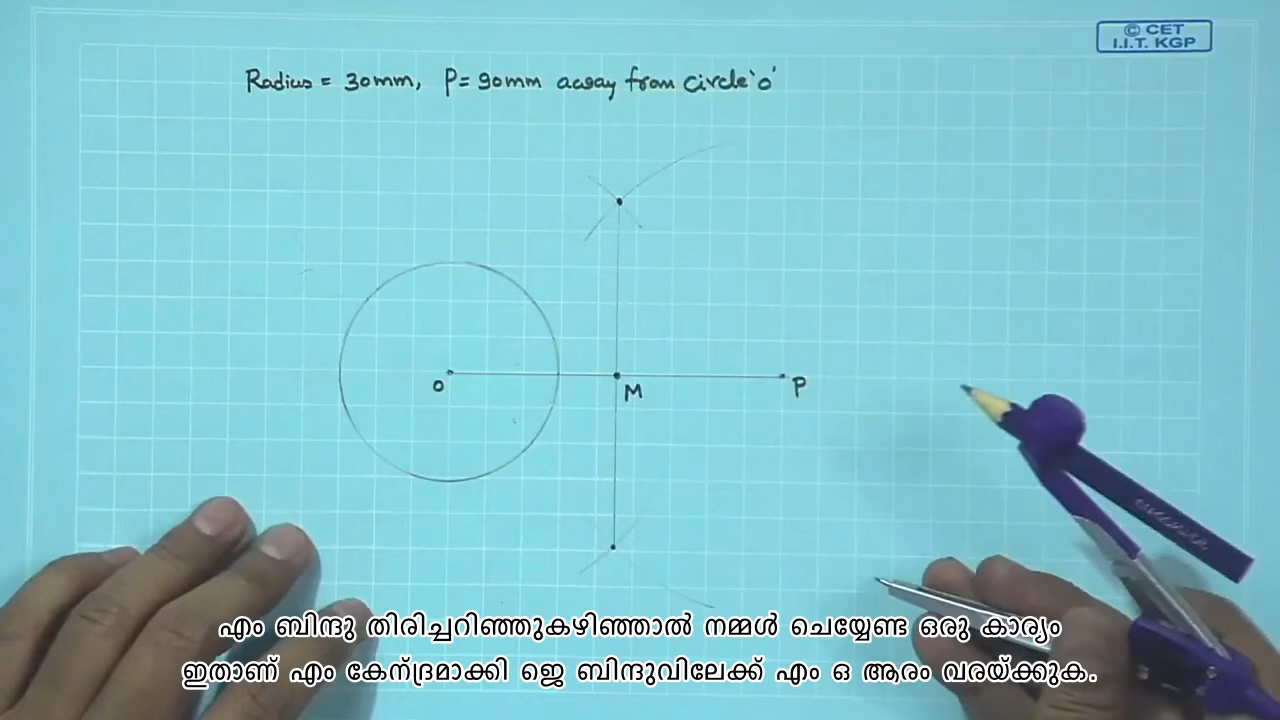 © CET
I.I.T. KGP
Radius = 30mm, P= 90mm away from circle 'o'
O
M
P
എം ബിന്ദു തിരിച്ചറിഞ്ഞുകഴിഞ്ഞാൽ നമ്മൾ ചെയ്യേണ്ട ഒരു കാര്യം
ഇതാണ് എം കേന്ദ്രമാക്കി ജെ ബിന്ദുവിലേക്ക് എം ഒ ആരം വരയ്ക്കുക.